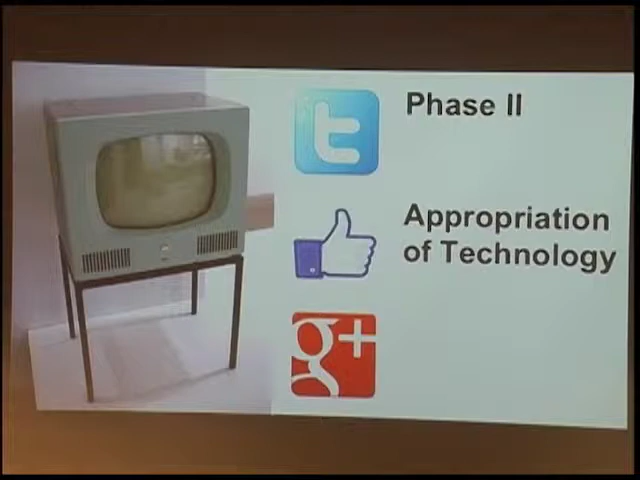 t
Phase II
Appropriation
of Technology
g+